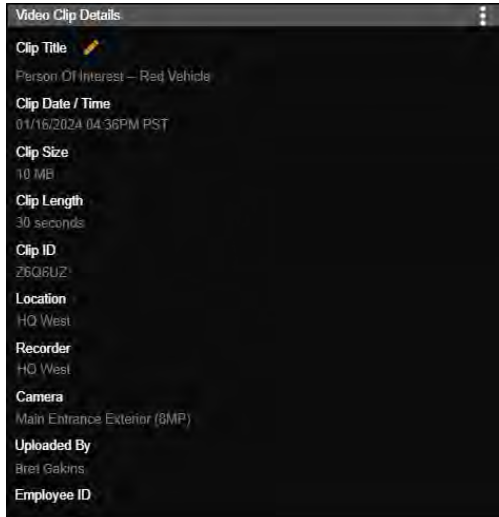 Video Clip Details
Clip Title
Person Of Interest – Red Vehicle
Clip Date / Time
01/16/2024 04:36PM PST
Clip Size
10 MB
Clip Length
30 seconds
Clip ID
Z6Q6UZ
Location
HQ West
Recorder
HQ West
Camera
Main Entrance Exterior (8MP)
Uploaded By
Bret Gakins
Employee ID